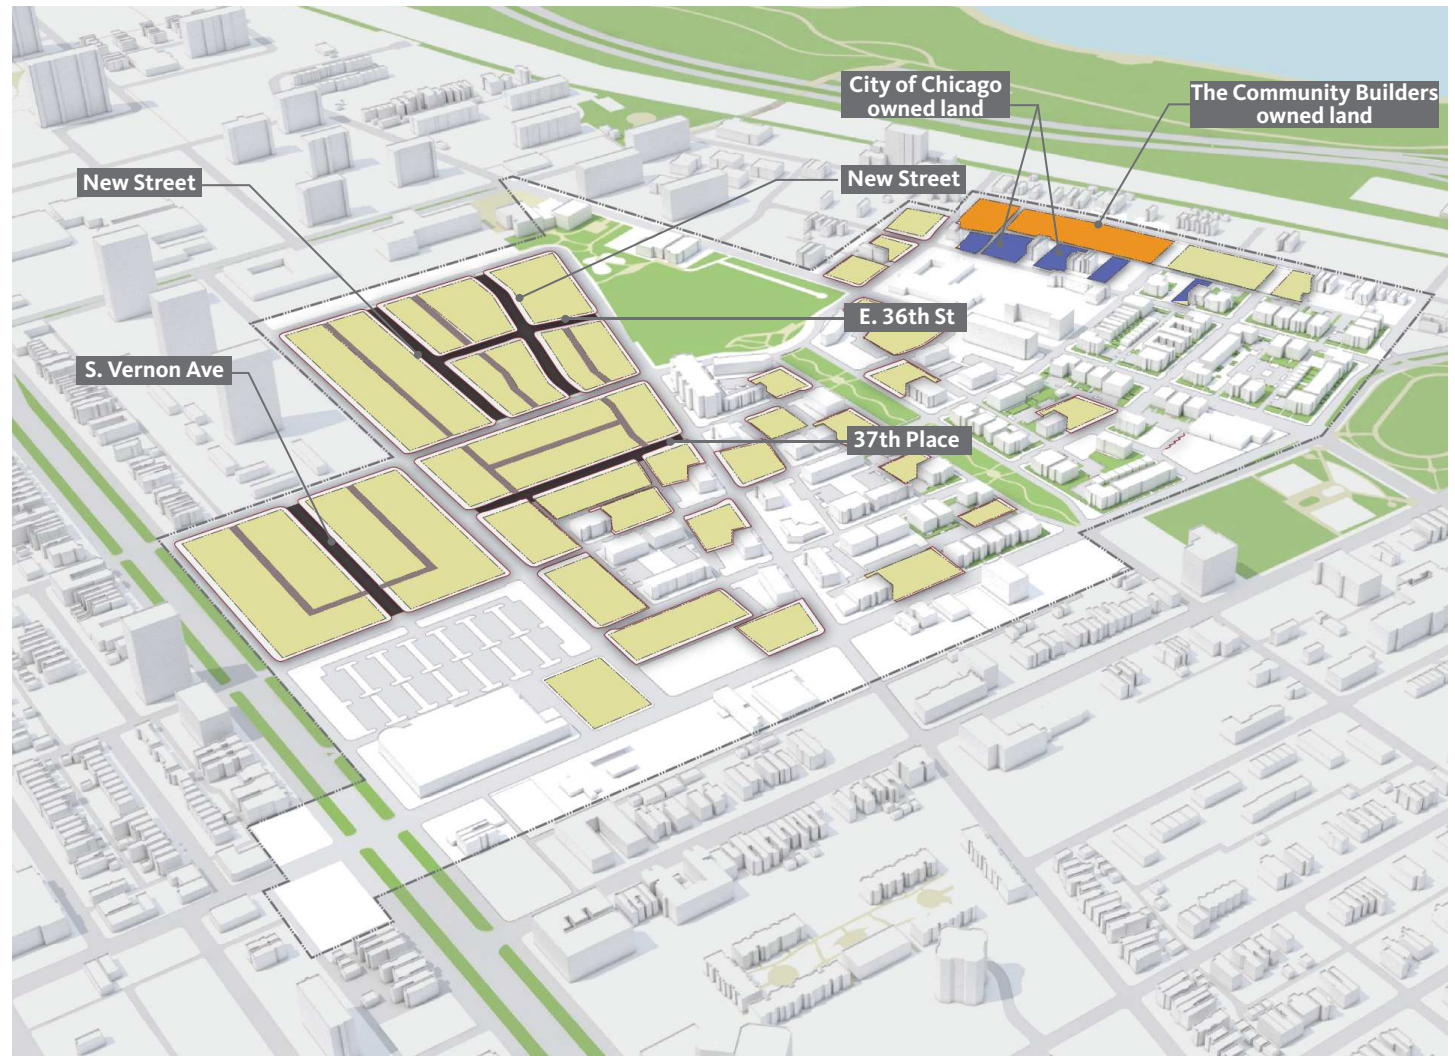 City of Chicago
owned land
The Community Builders
owned land
New Street
New Street
E. 36th St
S. Vernon Ave
37th Place